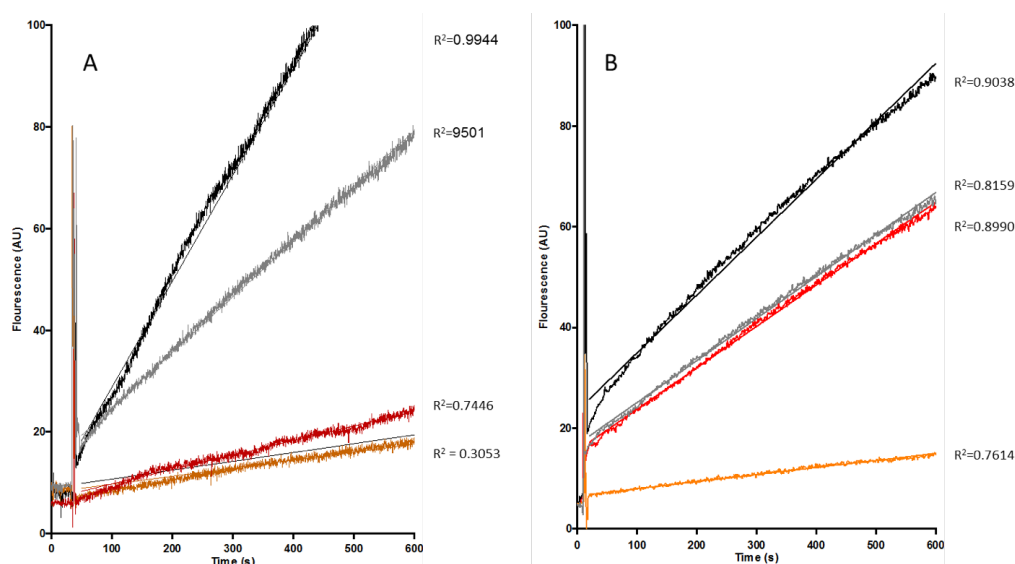 A
Flourescence (AU)
100
80
60
40
20
0
0 100 200 300 400 500 600
Time (s)
R²=0.9944
R²=9501
R²=0.7446
R² = 0.3053
B
Flourescence (AU)
100
80
60
40
20
0
0 100 200 300 400 500 600
Time (s)
R²=0.9038
R²=0.8159
R²=0.8990
R²=0.7614